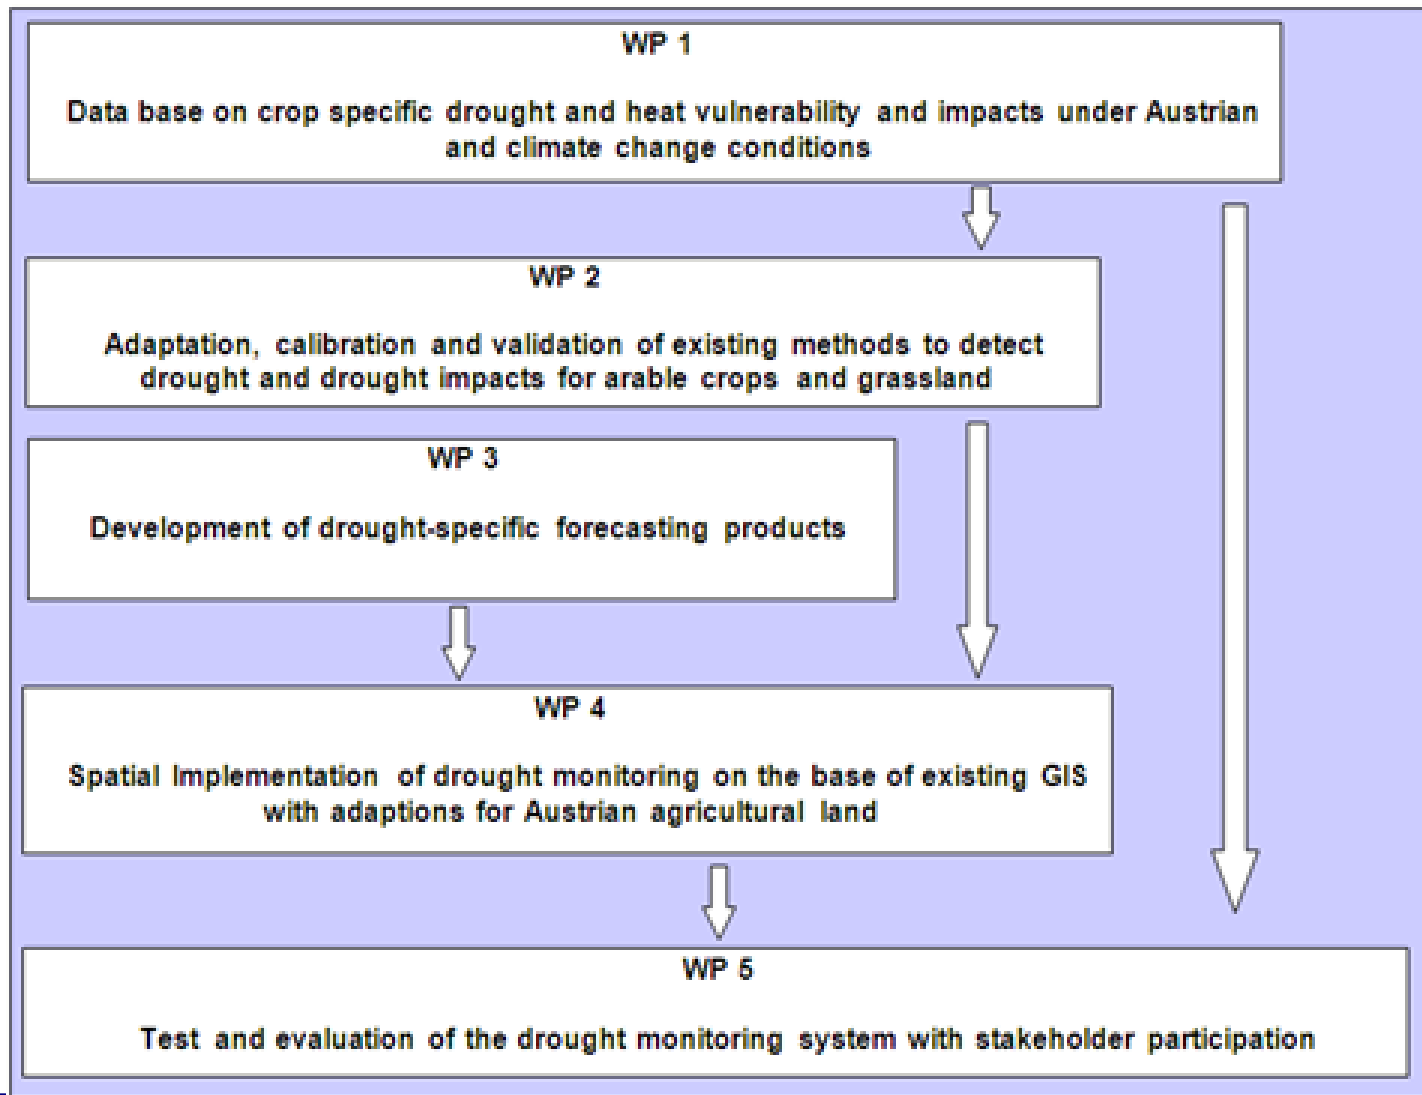 WP 1
Data base on crop specific drought and heat vulnerability and impacts under Austrian
and climate change conditions
WP 2
Adaptation, calibration and validation of existing methods to detect
drought and drought impacts for arable crops and grassland
WP 3
Development of drought-specific forecasting products
WP 4
Spatial Implementation of drought monitoring on the base of existing GIS
with adaptions for Austrian agricultural land
WP 5
Test and evaluation of the drought monitoring system with stakeholder participation